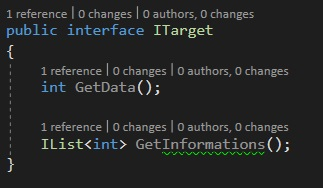 1 reference | 0 changes | 0 authors, 0 changes
public interface ITarget
{
1 reference | 0 changes | 0 authors, 0 changes
int GetData();
1 reference | 0 changes | 0 authors, 0 changes
IList<int> GetInformations();
}